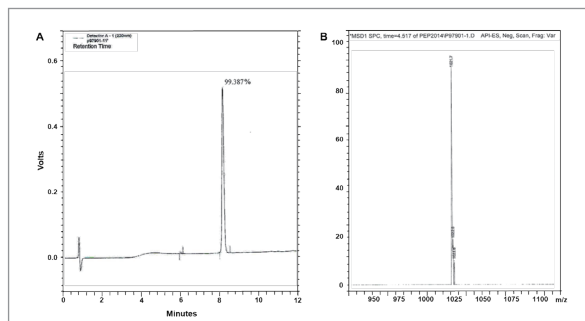 A
Detector A - 1 (220nm)
p97901-11
Retention Time
99.387%
0.6
0.4
0.2
0.0
Volts
0 2 4 6 8 10 12
Minutes
B
*MSD1 SPC, time=4.517 of PEP2014\P97901-1.D API-ES, Neg, Scan, Frag: Var
100
80
60
40
20
0
950 975 1000 1025 1050 1075 1100 m/z